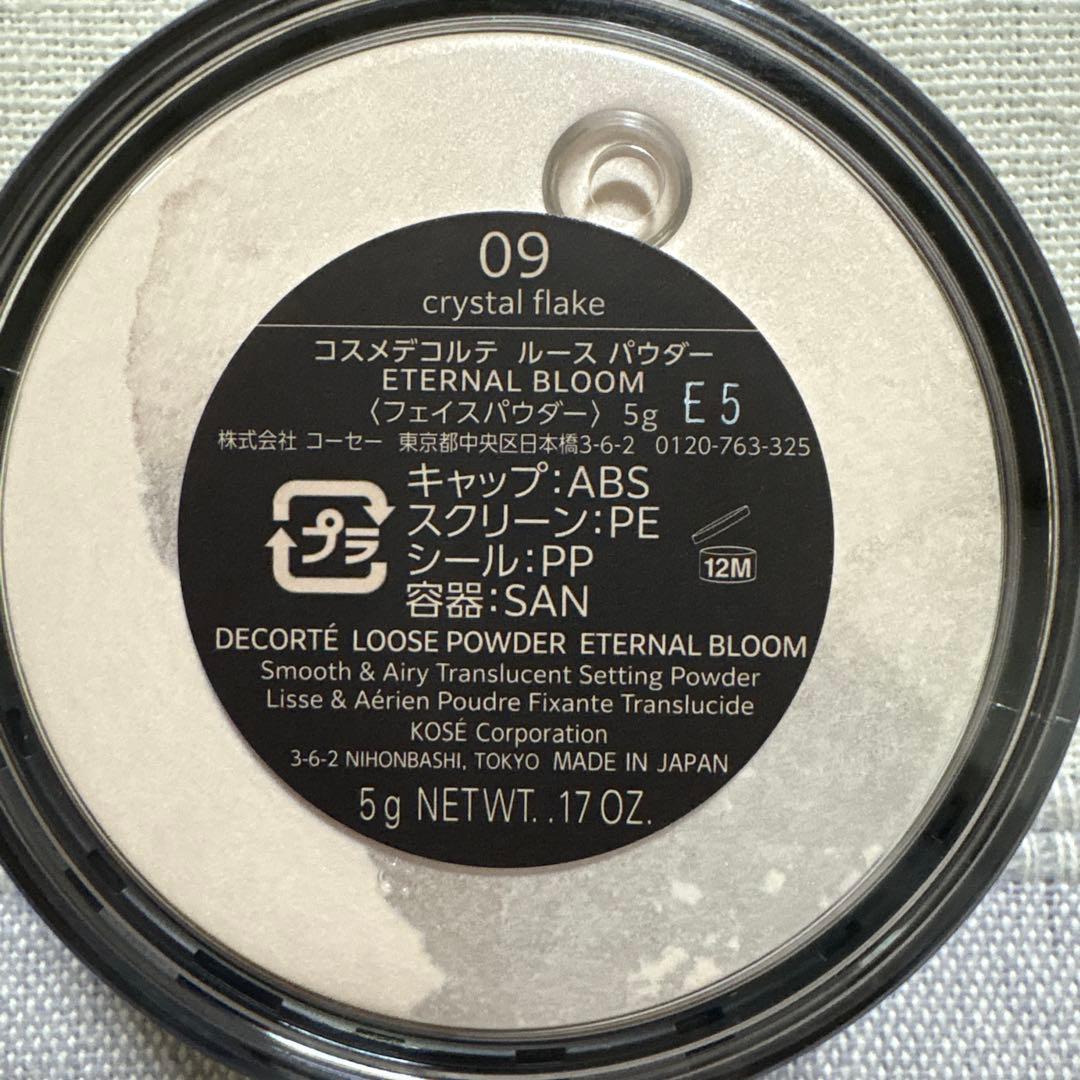 09
crystal flake
コスメデコルテ ルース パウダー
ETERNAL BLOOM
〈フェイスパウダー〉 5g E5
株式会社 コーセー 東京都中央区日本橋3-6-2 0120-763-325
キャップ:ABS
スクリーン:PE
プラ
シール:PP
12M
容器:SAN
DECORTÉ LOOSE POWDER ETERNAL BLOOM
Smooth & Airy Translucent Setting Powder
Lisse & Aérien Poudre Fixante Translucide
KOSÉ Corporation
3-6-2 NIHONBASHI, TOKYO MADE IN JAPAN
5g NETWT. .17 OZ.